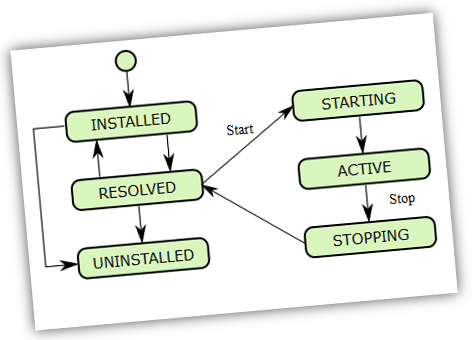 INSTALLED
RESOLVED
UNINSTALLED
Start
STARTING
ACTIVE
Stop
STOPPING